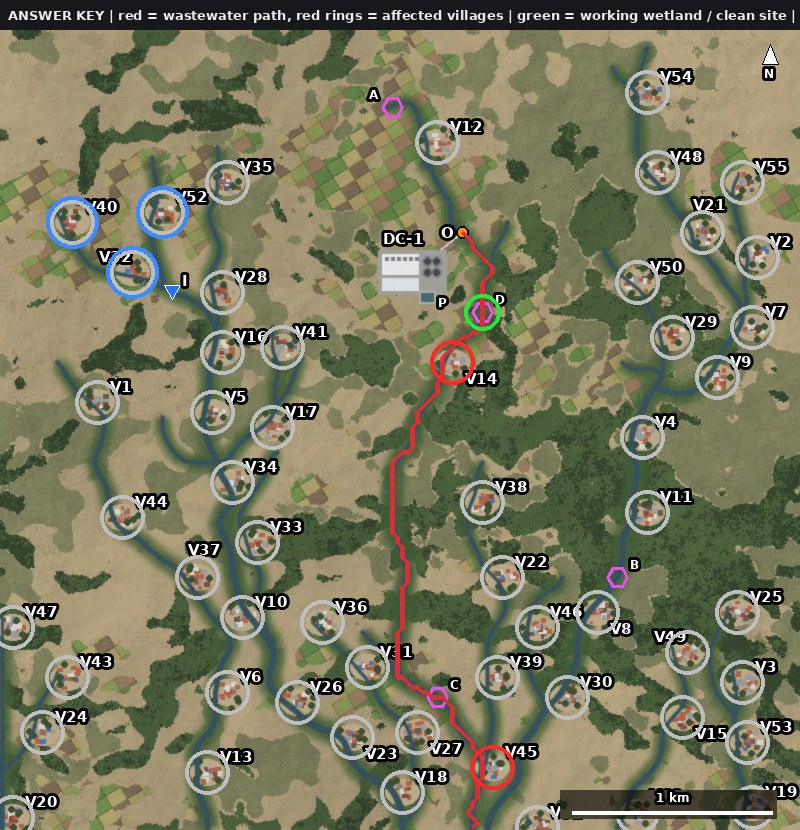 ANSWER KEY | red = wastewater path, red rings = affected villages | green = working wetland / clean site |
V54
N
A
V12
V48
V55
V35
V40
V52
V21
O
V2
DC-1
V32
I
V28
V50
P
D
V7
V16
V41
V29
V14
V9
V1
V5
V17
V4
V34
V38
V44
V11
V33
V37
V22
B
V10
V36
V46
V8
V25
V47
V49
V43
V31
V39
V3
V6
V26
C
V30
V24
V15
V53
V23
V27
V45
V13
V18
V20
V19
1 km